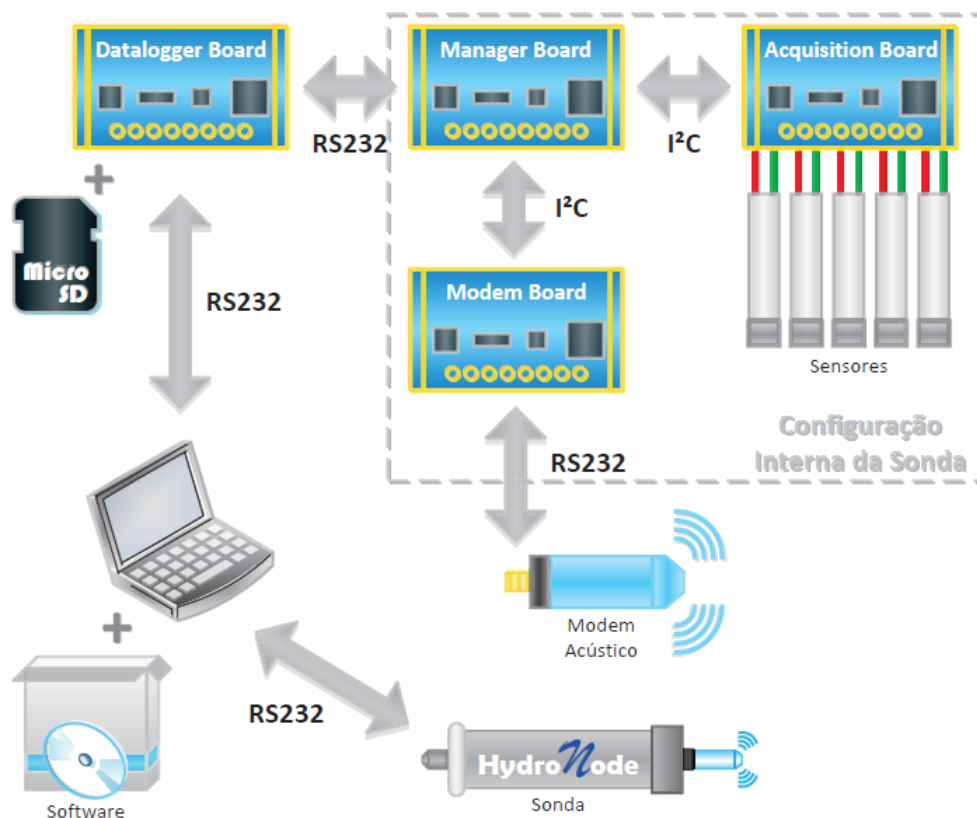 Datalogger Board
Manager Board
Acquisition Board
RS232
I²C
I²C
Micro
SD
RS232
Modem Board
Sensores
Configuração
Interna da Sonda
RS232
Modem
Acústico
RS232
HydroNode
Sonda
Software